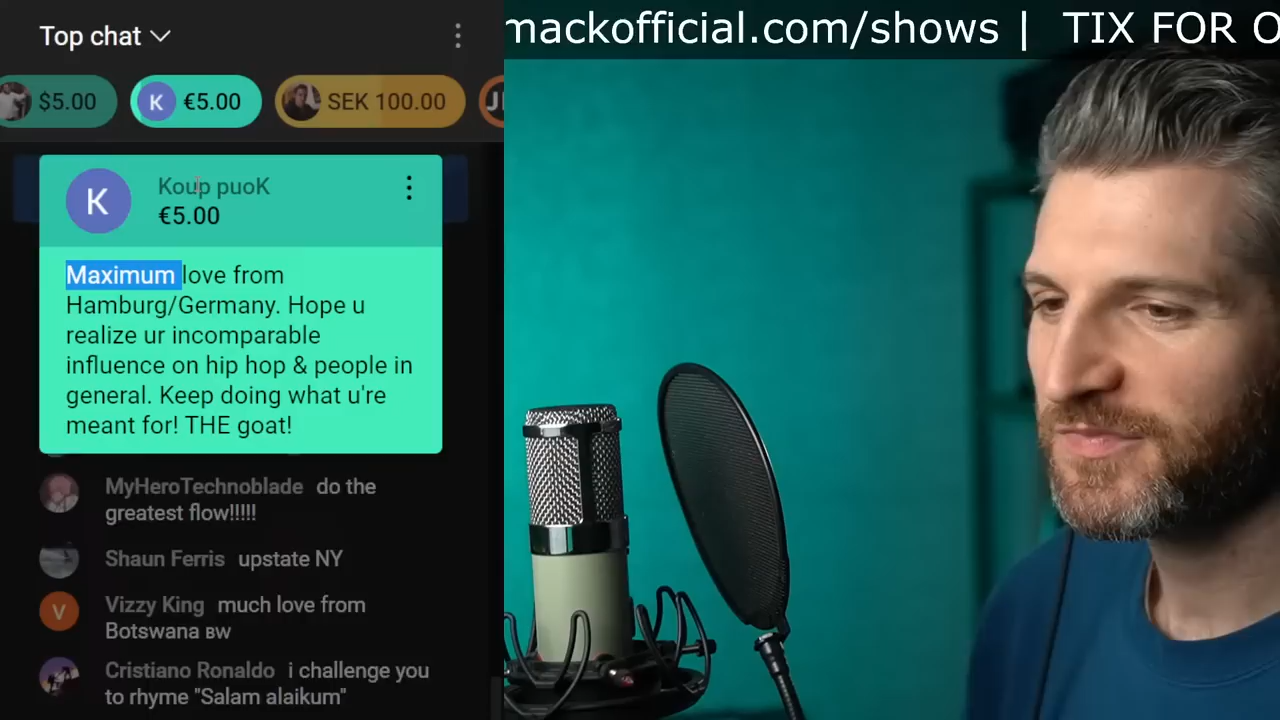 Top chat
mackofficial.com/shows | TIX FOR O
$5.00
K
€5.00
SEK 100.00
Koup puoK
€5.00
K
Maximum love from
Hamburg/Germany. Hope u
realize ur incomparable
influence on hip hop & people in
general. Keep doing what u're
meant for! THE goat!
MyHeroTechnoblade do the
greatest flow!!!!!
Shaun Ferris upstate NY
V
Vizzy King much love from
Botswana BW
Cristiano Ronaldo i challenge you
to rhyme "Salam alaikum"